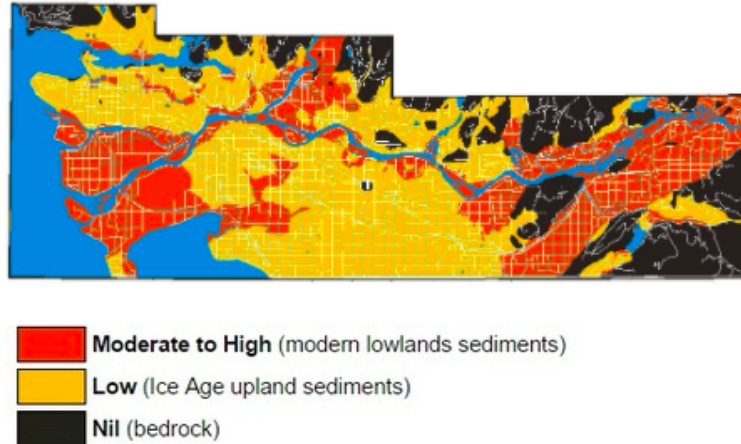 Moderate to High (modern lowlands sediments)
Low (Ice Age upland sediments)
Nil (bedrock)